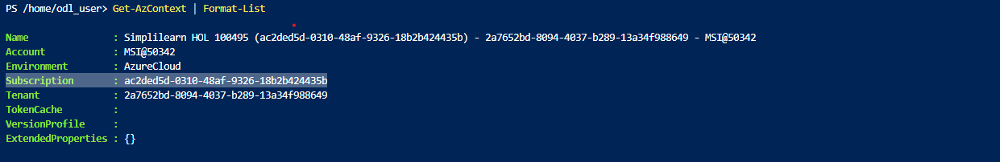 PS /home/odl_user> Get-AzContext | Format-List
Name : Simplilearn HOL 100495 (ac2ded5d-0310-48af-9326-18b2b424435b) - 2a7652bd-8094-4037-b289-13a34f988649 - MSI@50342
Account : MSI@50342
Environment : AzureCloud
Subscription : ac2ded5d-0310-48af-9326-18b2b424435b
Tenant : 2a7652bd-8094-4037-b289-13a34f988649
TokenCache :
VersionProfile :
ExtendedProperties : {}